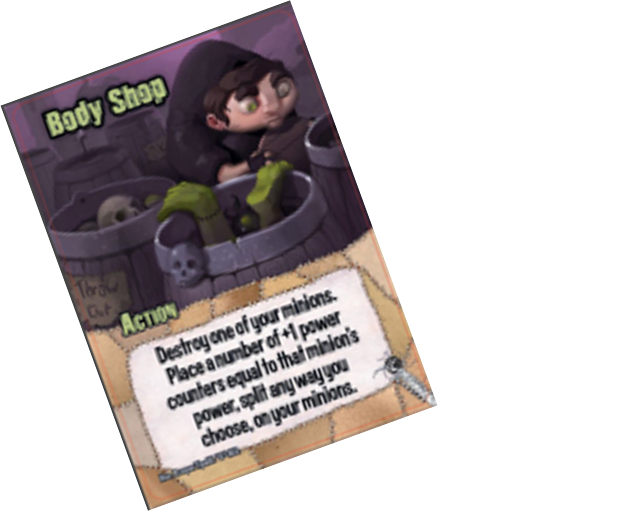 Body Shop
Throw
Out
Action
Destroy one of your minions.
Place a number of +1 power
counters equal to that minion's
power, split any way you
choose, on your minions.